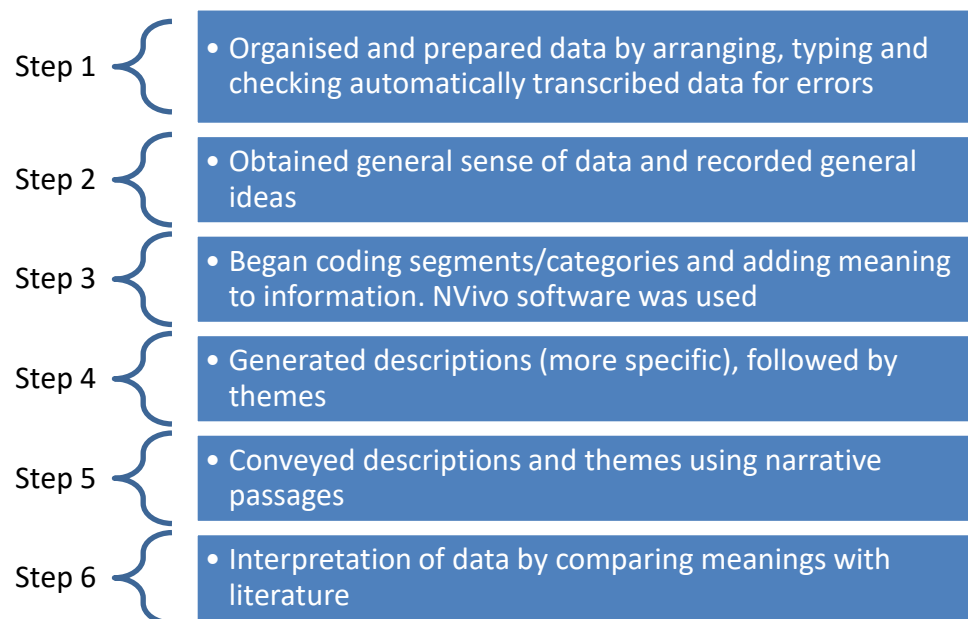 Step 1
• Organised and prepared data by arranging, typing and
checking automatically transcribed data for errors
Step 2
• Obtained general sense of data and recorded general
ideas
Step 3
• Began coding segments/categories and adding meaning
to information. NVivo software was used
Step 4
• Generated descriptions (more specific), followed by
themes
Step 5
• Conveyed descriptions and themes using narrative
passages
Step 6
• Interpretation of data by comparing meanings with
literature